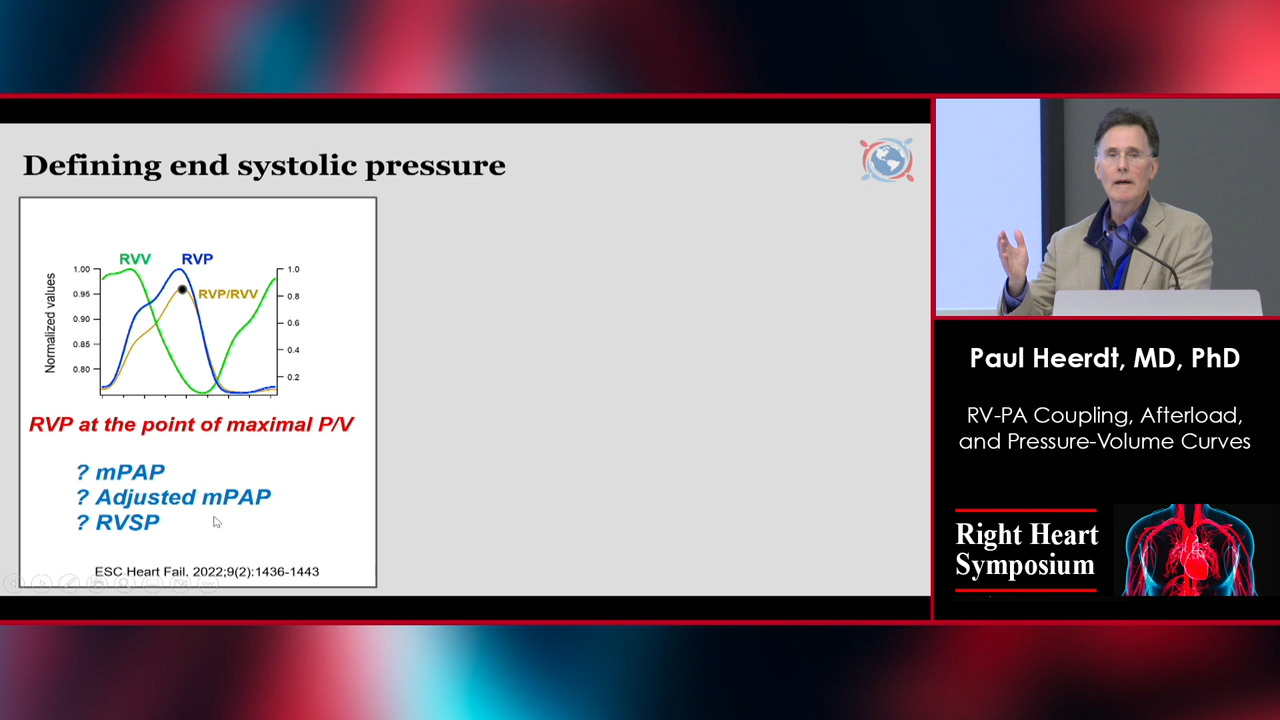 Defining end systolic pressure
RVV
RVP
RVP/RVV
Normalized values
1.00
0.95
0.90
0.85
0.80
1.0
0.8
0.6
0.4
0.2
RVP at the point of maximal P/V
? mPAP
? Adjusted mPAP
? RVSP
ESC Heart Fail. 2022;9(2):1436-1443
Paul Heerdt, MD, PhD
RV-PA Coupling, Afterload,
and Pressure-Volume Curves
Right Heart
Symposium